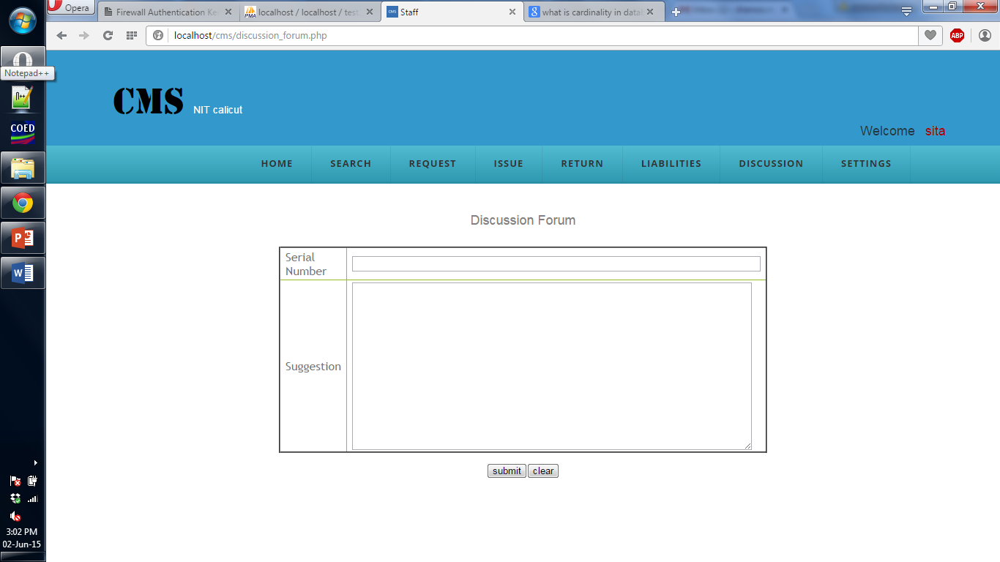 Opera
Firewall Authentication Ke
localhost / localhost / test
Staff
what is cardinality in data
localhost/cms/discussion_forum.php
ABP
Notepad++
COED
CMS NIT calicut
Welcome sita
HOME SEARCH REQUEST ISSUE RETURN LIABILITIES DISCUSSION SETTINGS
Discussion Forum
Serial
Number
Suggestion
submit clear
3:02 PM
02-Jun-15